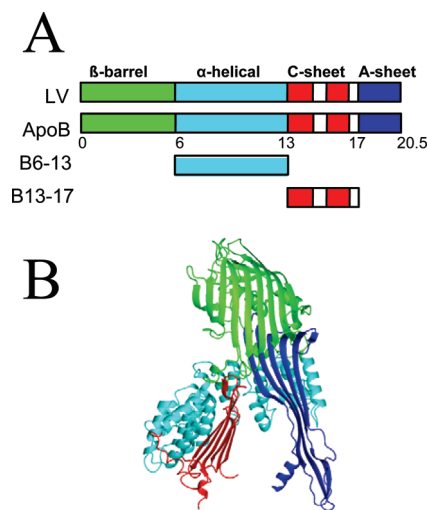 A
ß-barrel α-helical C-sheet A-sheet
LV
ApoB
0 6 13 17 20.5
B6-13
B13-17
B